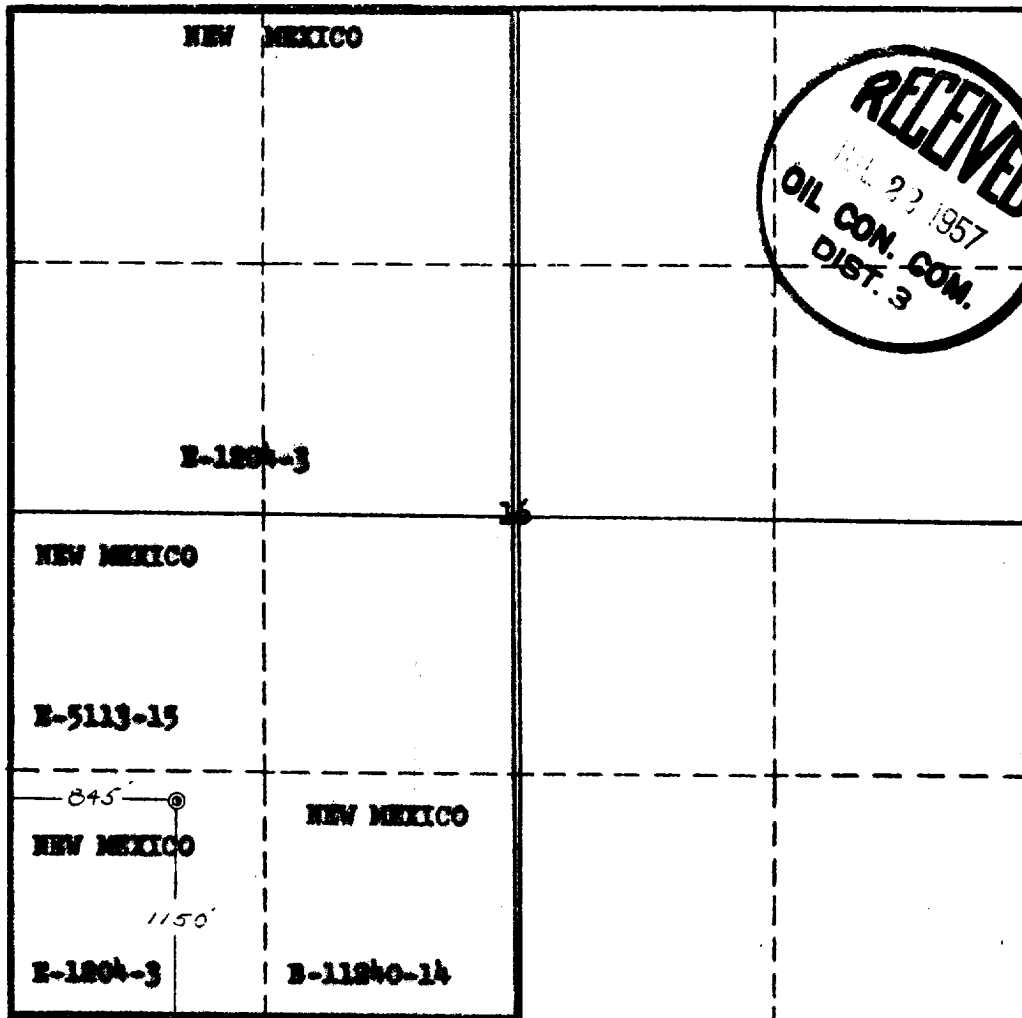 NEW MEXICO
RECEIVED
22 1957
OIL CON. COM.
DIST. 3
E-1204-3
16
NEW MEXICO
E-5113-15
845'
NEW MEXICO
NEW MEXICO
1150'
E-1204-3
B-11240-14